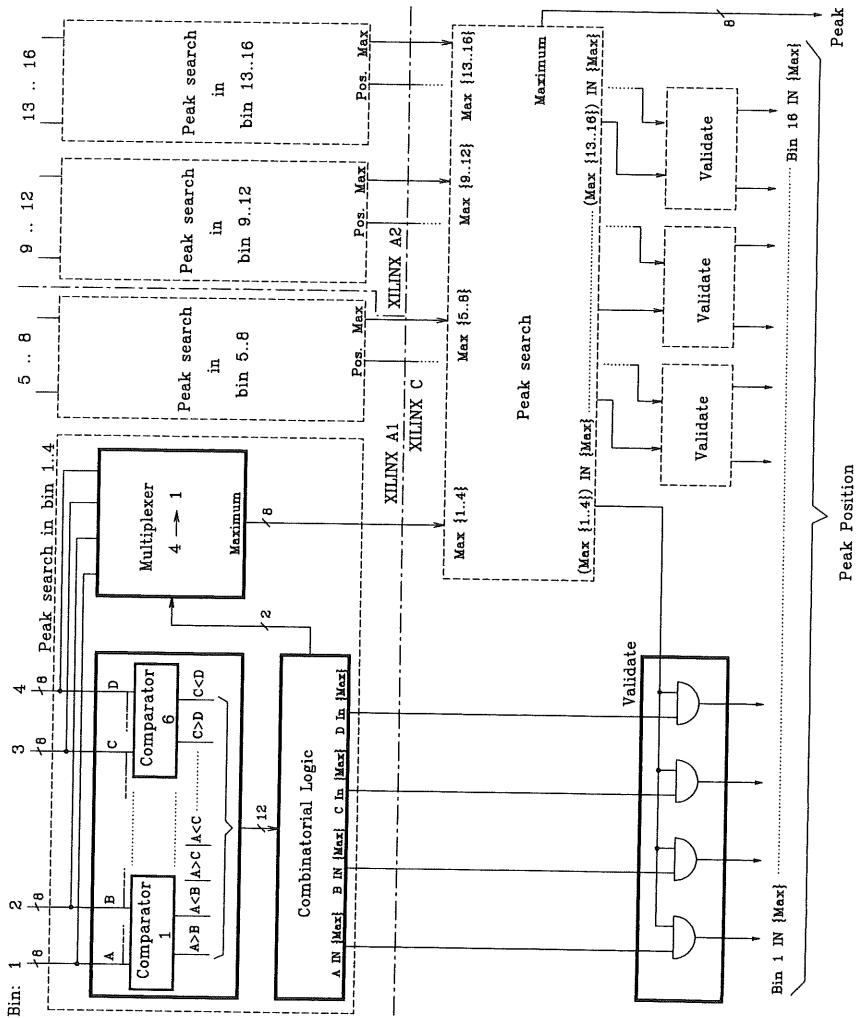 Bin: 1 2 3 4 5 .. 8 9 .. 12 13 .. 16
8 8 8 8
Peak search in bin 1..4
A B C D
Comparator
1
Comparator
6
A>B A<B A>C A<C C>D C<D
12
Multiplexer
4 → 1
Maximum
2
8
Combinatorial Logic
A IN {Max} B IN {Max} C In {Max} D In {Max}
Peak search
in
bin 5..8
Pos. Max
Peak search
in
bin 9..12
Pos. Max
Peak search
in
bin 13..16
Pos. Max
XILINX A1
XILINX A2
XILINX C
Max {1..4} Max {5..8} Max {9..12} Max {13..16}
Peak search
Maximum
8
(Max {1..4}) IN {Max} (Max {13..16}) IN {Max}
Validate
Validate
Validate
Validate
Bin 1 IN {Max} Bin 16 IN {Max}
Peak
Peak Position